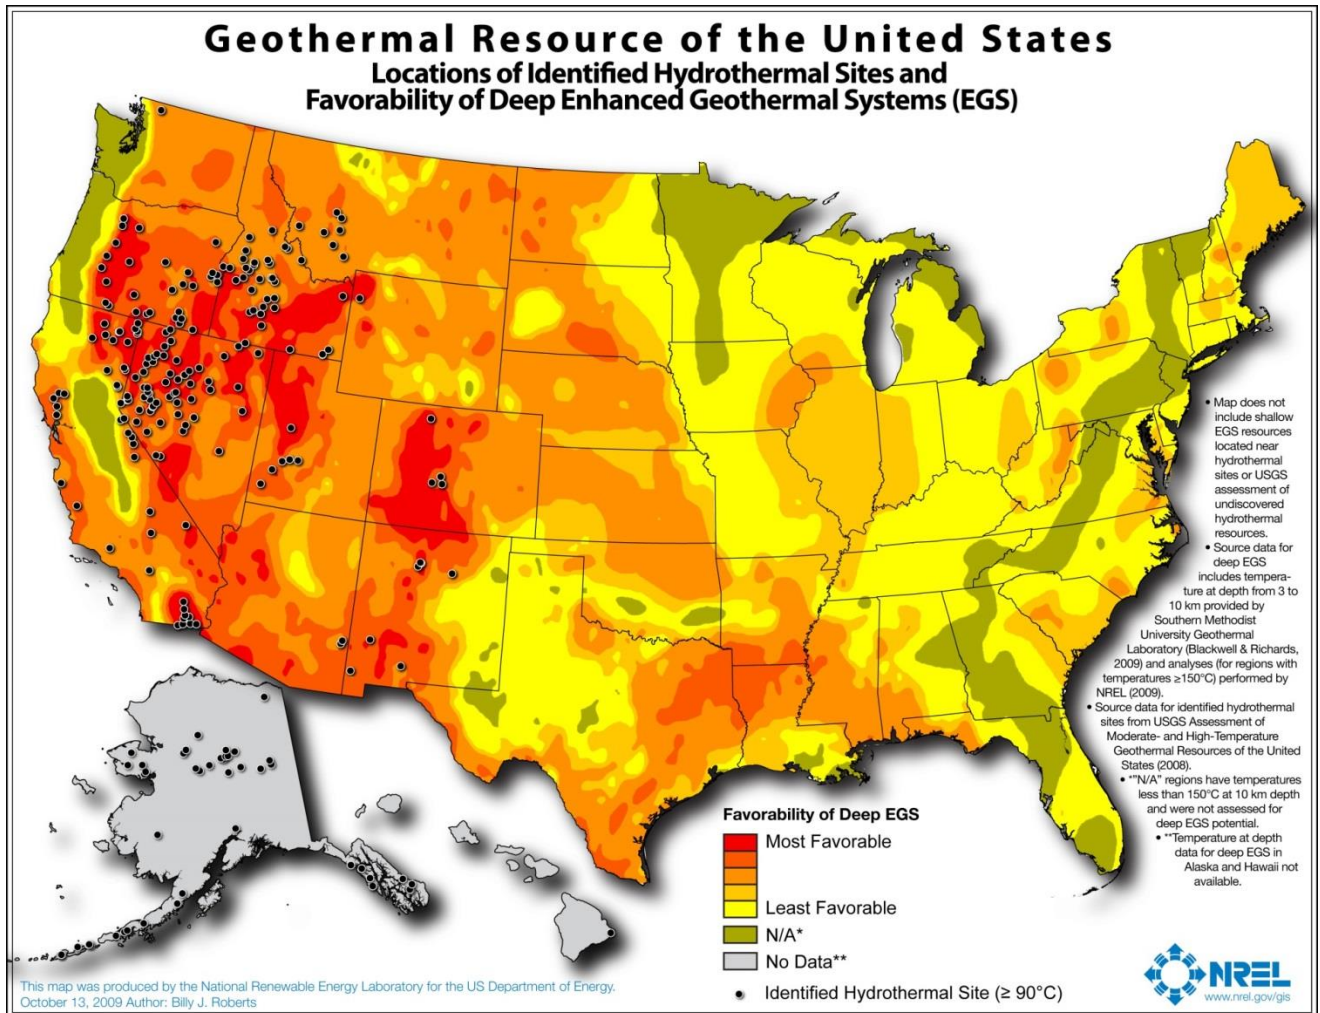 Geothermal Resource of the United States
Locations of Identified Hydrothermal Sites and
Favorability of Deep Enhanced Geothermal Systems (EGS)
• Map does not
include shallow
EGS resources
located near
hydrothermal
sites or USGS
assessment of
undiscovered
hydrothermal
resources.
• Source data for
deep EGS
includes tempera-
ture at depth from 3 to
10 km provided by
Southern Methodist
University Geothermal
Laboratory (Blackwell & Richards,
2009) and analyses (for regions with
temperatures ≥150°C) performed by
NREL (2009).
• Source data for identified hydrothermal
sites from USGS Assessment of
Moderate- and High-Temperature
Geothermal Resources of the United
States (2008).
• *"N/A" regions have temperatures
less than 150°C at 10 km depth
and were not assessed for
deep EGS potential.
• **Temperature at depth
data for deep EGS in
Alaska and Hawaii not
available.
Favorability of Deep EGS
Most Favorable
Least Favorable
N/A*
No Data**
Identified Hydrothermal Site (≥ 90°C)
This map was produced by the National Renewable Energy Laboratory for the US Department of Energy.
October 13, 2009 Author: Billy J. Roberts
NREL
www.nrel.gov/gis